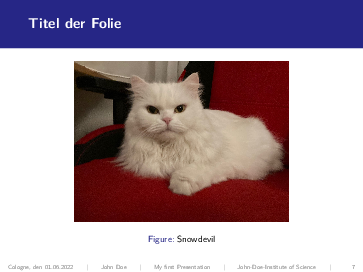 Titel der Folie
Figure: Snowdevil
Cologne, den 01.06.2022 | John Doe | My first Presentation | John-Doe-Institute of Science | 7